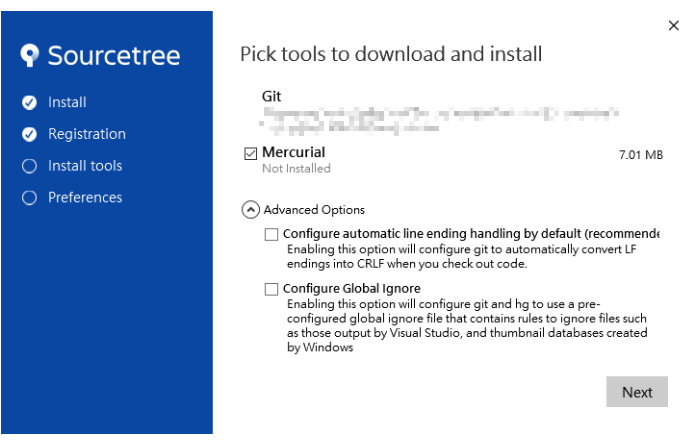 Sourcetree
Install
Registration
Install tools
Preferences
Pick tools to download and install
Git
Mercurial
7.01 MB
Not Installed
Advanced Options
Configure automatic line ending handling by default (recommende
Enabling this option will configure git to automatically convert LF
endings into CRLF when you check out code.
Configure Global Ignore
Enabling this option will configure git and hg to use a pre-
configured global ignore file that contains rules to ignore files such
as those output by Visual Studio, and thumbnail databases created
by Windows
Next